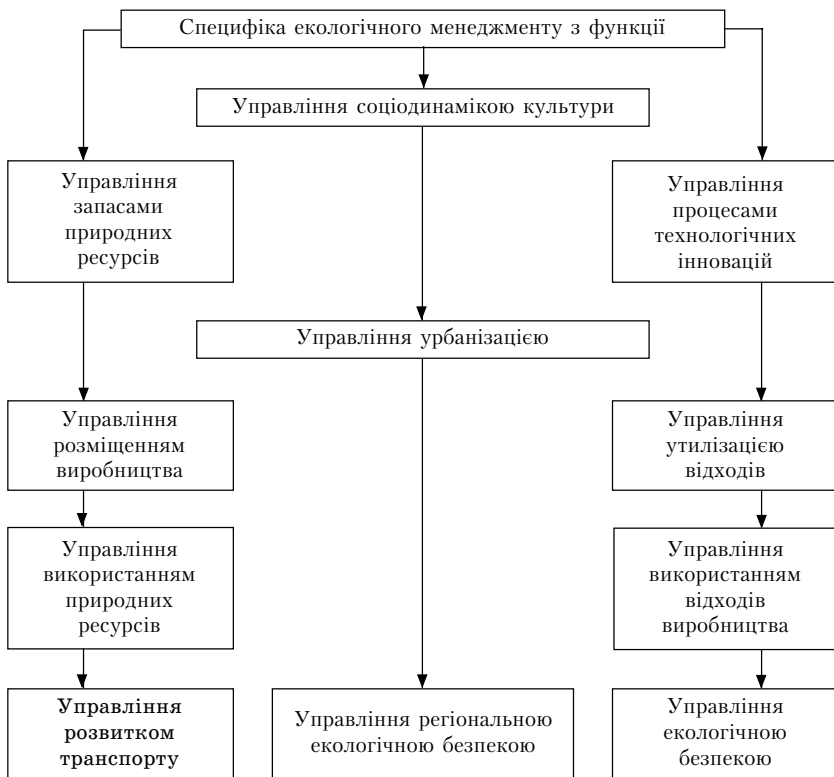 Специфіка екологічного менеджменту з функції
Управління соціодинамікою культури
Управління
запасами
природних
ресурсів
Управління
процесами
технологічних
інновацій
Управління урбанізацією
Управління
розміщенням
виробництва
Управління
утилізацією
відходів
Управління
використанням
природних
ресурсів
Управління
використанням
відходів
виробництва
Управління
розвитком
транспорту
Управління регіональною
екологічною безпекою
Управління
екологічною
безпекою